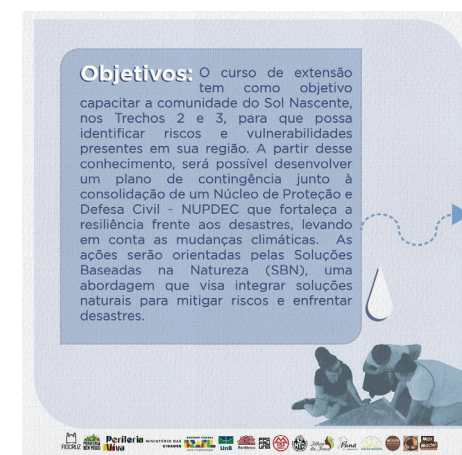 Objetivos: O curso de extensão
tem como objetivo
capacitar a comunidade do Sol Nascente,
nos Trechos 2 e 3, para que possa
identificar riscos e vulnerabilidades
presentes em sua região. A partir desse
conhecimento, será possível desenvolver
um plano de contingência junto à
consolidação de um Núcleo de Proteção e
Defesa Civil - NUPDEC que fortaleça a
resiliência frente aos desastres, levando
em conta as mudanças climáticas. As
ações serão orientadas pelas Soluções
Baseadas na Natureza (SBN), uma
abordagem que visa integrar soluções
naturais para mitigar riscos e enfrentar
desastres.
FIOCRUZ Periferia Viva MINISTÉRIO DAS CIDADES UnB